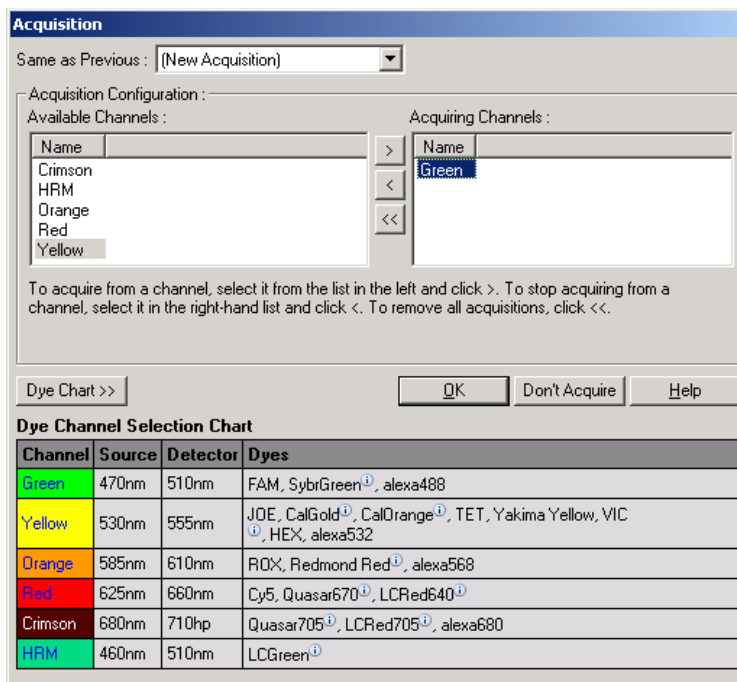 Acquisition
Same as Previous : (New Acquisition)
Acquisition Configuration :
Available Channels :
Acquiring Channels :
Name
Crimson
HRM
Orange
Red
Yellow
>
<
<<
Name
Green
To acquire from a channel, select it from the list in the left and click >. To stop acquiring from a
channel, select it in the right-hand list and click <. To remove all acquisitions, click <<.
Dye Chart >>
OK
Don't Acquire
Help
Dye Channel Selection Chart
Channel Source Detector Dyes
Green 470nm 510nm FAM, SybrGreen ⓘ, alexa488
Yellow 530nm 555nm JOE, CalGold ⓘ, CalOrange ⓘ, TET, Yakima Yellow, VIC
ⓘ, HEX, alexa532
Orange 585nm 610nm ROX, Redmond Red ⓘ, alexa568
Red 625nm 660nm Cy5, Quasar670 ⓘ, LCRed640 ⓘ
Crimson 680nm 710hp Quasar705 ⓘ, LCRed705 ⓘ, alexa680
HRM 460nm 510nm LCGreen ⓘ